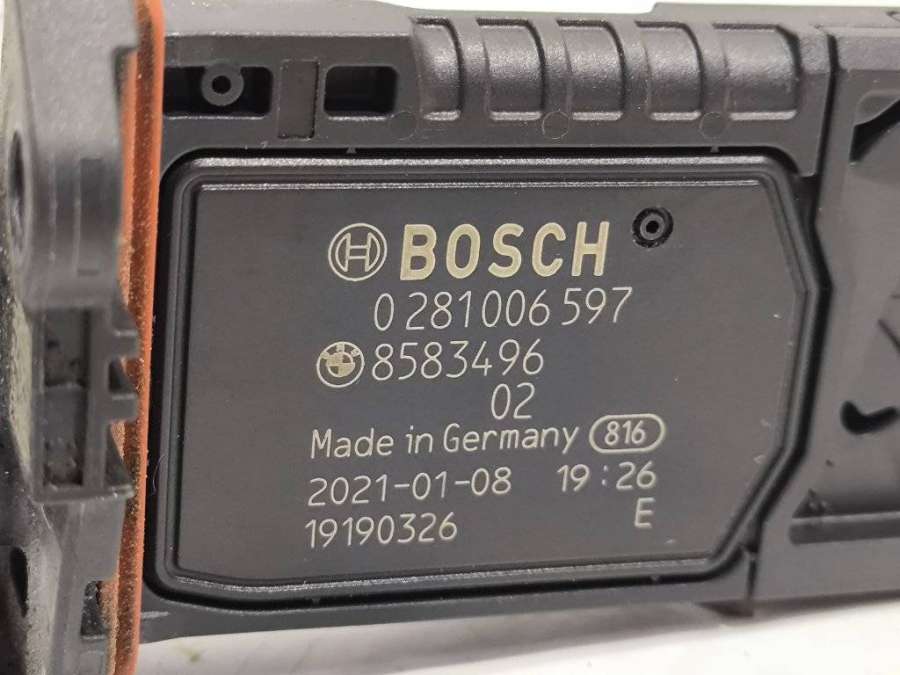 BOSCH
0 281 006 597
8583496
02
Made in Germany 816
2021-01-08 19:26
19190326 E